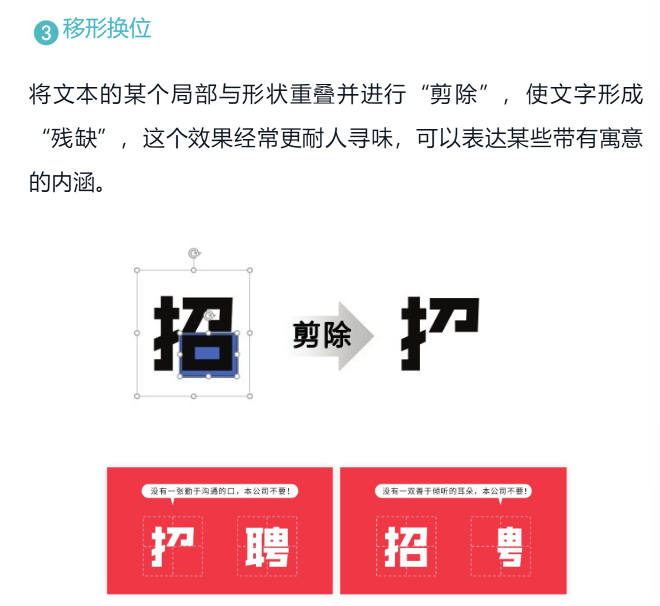 3 移形换位
将文本的某个局部与形状重叠并进行“剪除”，使文字形成
“残缺”，这个效果经常更耐人寻味，可以表达某些带有寓意
的内涵。
招
剪除
没有一张勤于沟通的口，本公司不要！
聘
没有一双善于倾听的耳朵，本公司不要！
招